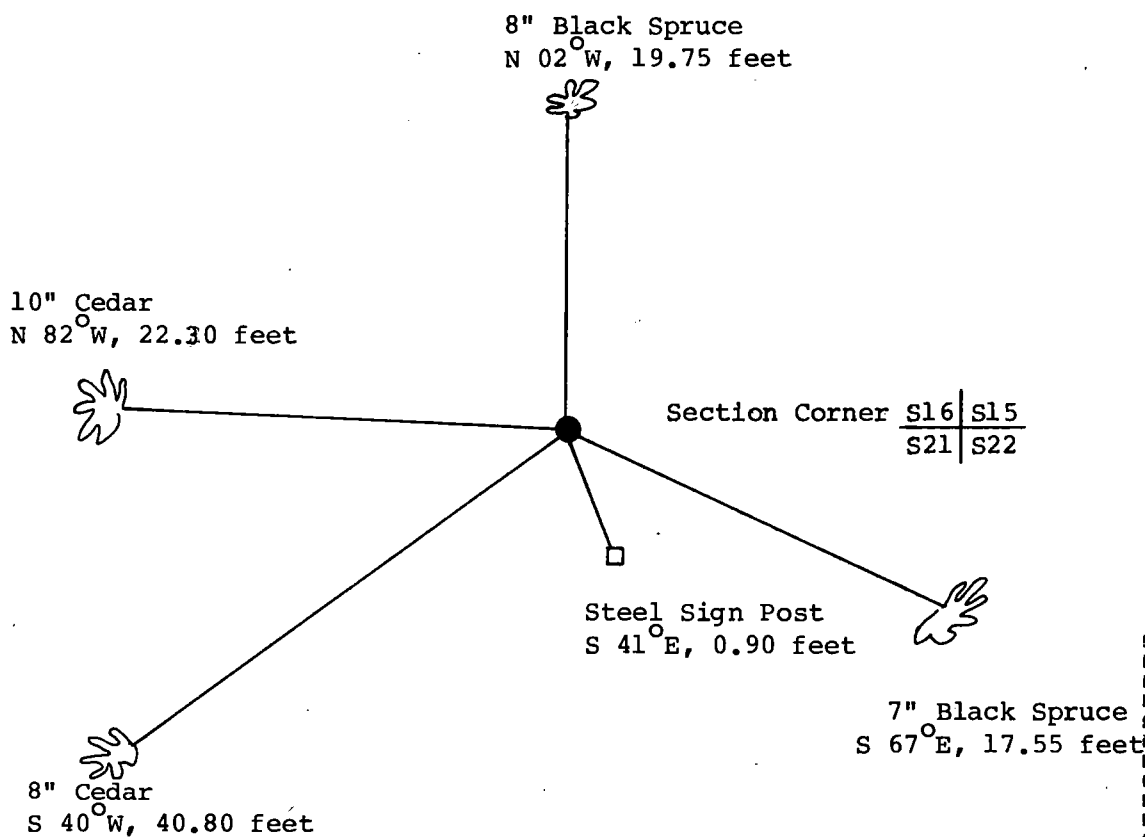 8" Black Spruce
N 02°W, 19.75 feet
10" Cedar
N 82°W, 22.30 feet
Section Corner S16 S15
S21 S22
Steel Sign Post
S 41°E, 0.90 feet
7" Black Spruce
S 67°E, 17.55 feet
8" Cedar
S 40°W, 40.80 feet